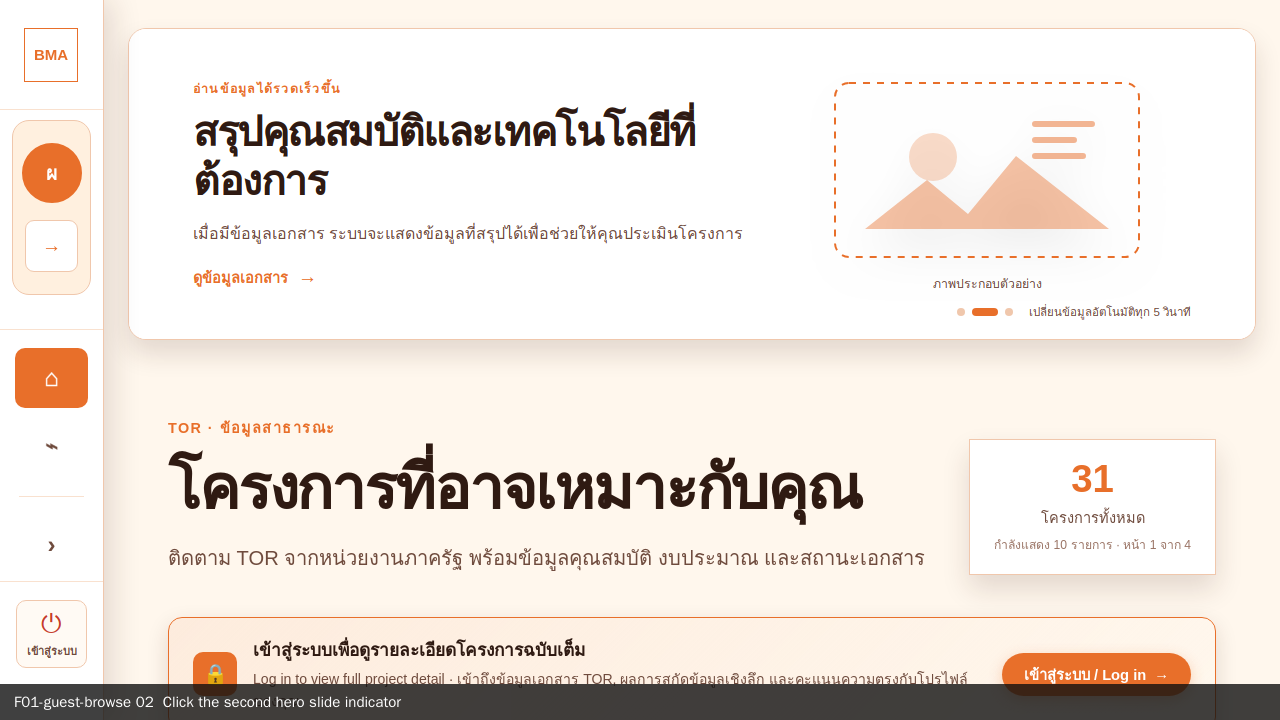 BMA
ผ
→
›
เข้าสู่ระบบ
อ่านข้อมูลได้รวดเร็วขึ้น
สรุปคุณสมบัติและเทคโนโลยีที่
ต้องการ
เมื่อมีข้อมูลเอกสาร ระบบจะแสดงข้อมูลที่สรุปได้เพื่อช่วยให้คุณประเมินโครงการ
ดูข้อมูลเอกสาร →
ภาพประกอบตัวอย่าง
เปลี่ยนข้อมูลอัตโนมัติทุก 5 วินาที
TOR · ข้อมูลสาธารณะ
โครงการที่อาจเหมาะกับคุณ
ติดตาม TOR จากหน่วยงานภาครัฐ พร้อมข้อมูลคุณสมบัติ งบประมาณ และสถานะเอกสาร
31
โครงการทั้งหมด
กำลังแสดง 10 รายการ · หน้า 1 จาก 4
เข้าสู่ระบบเพื่อดูรายละเอียดโครงการฉบับเต็ม
Log in to view full project detail · เข้าถึงข้อมูลเอกสาร TOR, ผลการสกัดข้อมูลเชิงลึก และคะแนนความตรงกับโปรไฟล์
เข้าสู่ระบบ / Log in →
F01-guest-browse 02 Click the second hero slide indicator